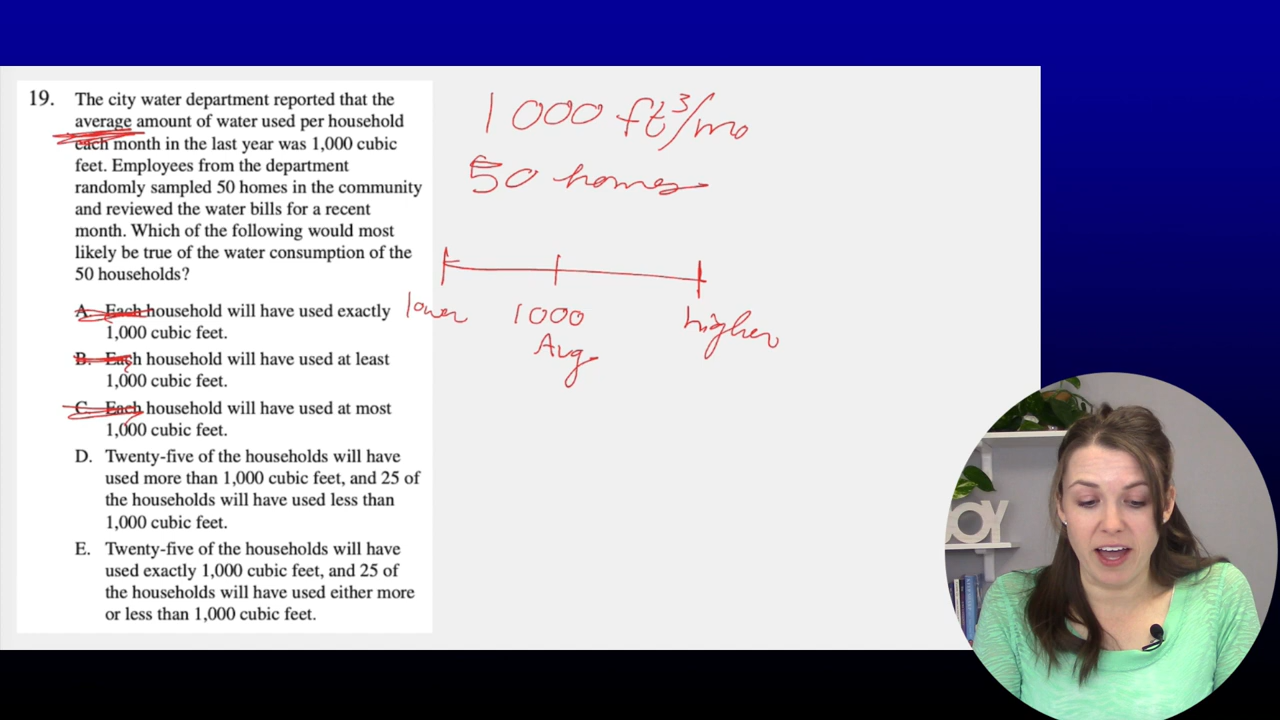 19. The city water department reported that the
average amount of water used per household
each month in the last year was 1,000 cubic
feet. Employees from the department
randomly sampled 50 homes in the community
and reviewed the water bills for a recent
month. Which of the following would most
likely be true of the water consumption of the
50 households?
A. Each household will have used exactly
1,000 cubic feet.
B. Each household will have used at least
1,000 cubic feet.
C. Each household will have used at most
1,000 cubic feet.
D. Twenty-five of the households will have
used more than 1,000 cubic feet, and 25 of
the households will have used less than
1,000 cubic feet.
E. Twenty-five of the households will have
used exactly 1,000 cubic feet, and 25 of
the households will have used either more
or less than 1,000 cubic feet.
1000 ft³/mo
50 homes
lower 1000 higher
Avg
OY